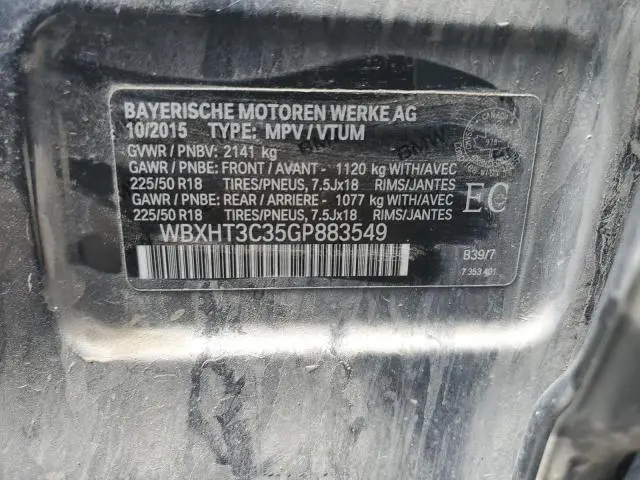 BAYERISCHE MOTOREN WERKE AG
10/2015 TYPE: MPV / VTUM
GVWR / PNBV: 2141 kg
GAWR / PNBE: FRONT / AVANT - 1120 kg WITH/AVEC
225/50 R18 TIRES/PNEUS, 7.5Jx18 RIMS/JANTES
GAWR / PNBE: REAR / ARRIERE - 1077 kg WITH/AVEC
225/50 R18 TIRES/PNEUS, 7.5Jx18 RIMS/JANTES
EC
WBXHT3C35GP883549
B39/7
7 353 401
BMW
CANADA